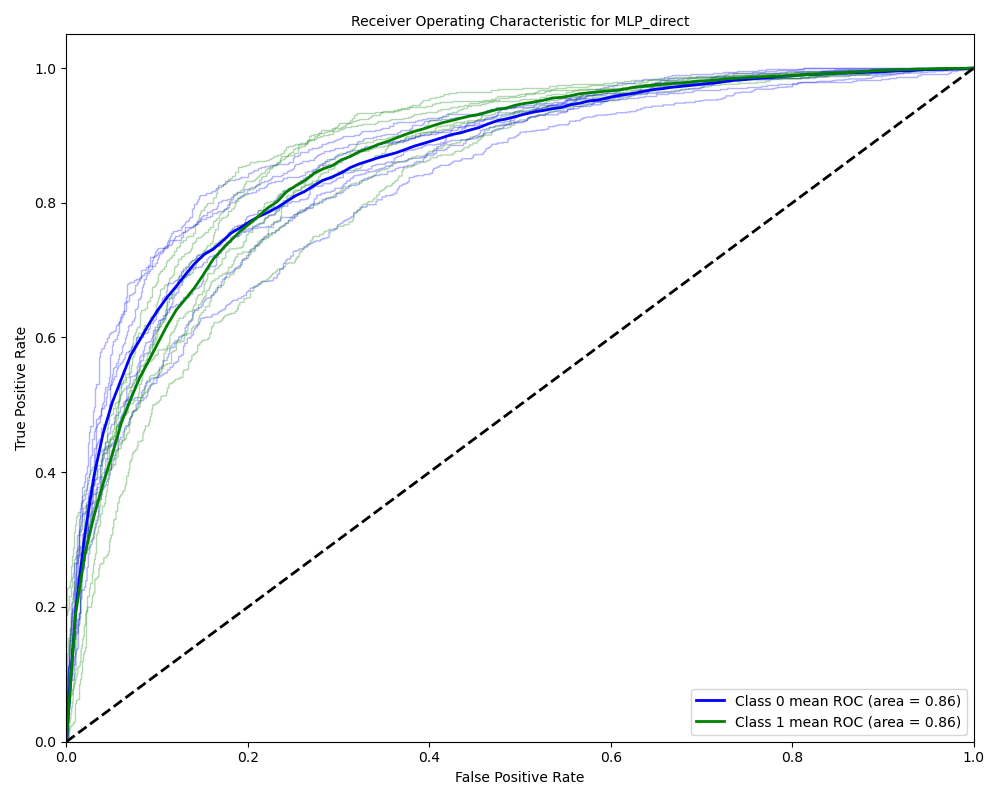 Receiver Operating Characteristic for MLP_direct
1.0
0.8
0.6
0.4
0.2
0.0
True Positive Rate
0.0 0.2 0.4 0.6 0.8 1.0
False Positive Rate
Class 0 mean ROC (area = 0.86)
Class 1 mean ROC (area = 0.86)